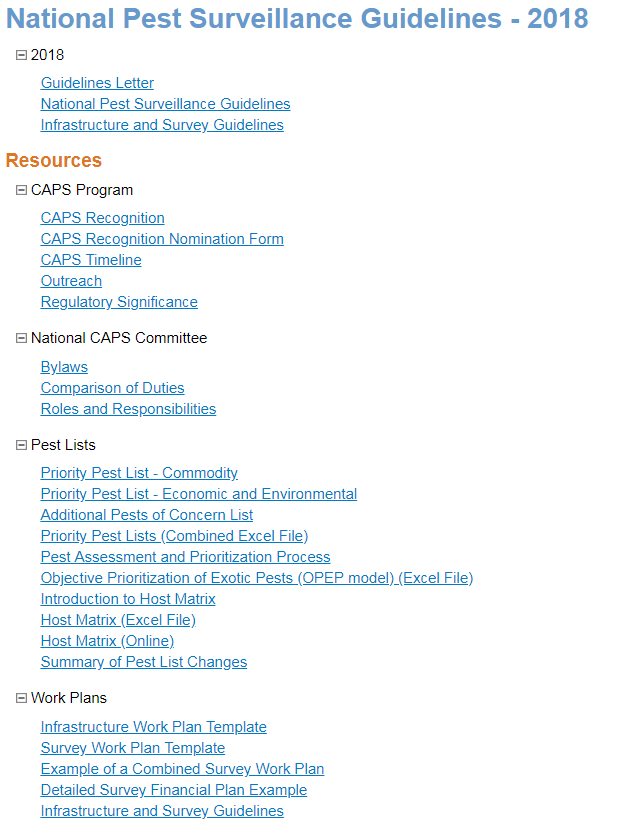 National Pest Surveillance Guidelines - 2018
2018
Guidelines Letter
National Pest Surveillance Guidelines
Infrastructure and Survey Guidelines
Resources
CAPS Program
CAPS Recognition
CAPS Recognition Nomination Form
CAPS Timeline
Outreach
Regulatory Significance
National CAPS Committee
Bylaws
Comparison of Duties
Roles and Responsibilities
Pest Lists
Priority Pest List - Commodity
Priority Pest List - Economic and Environmental
Additional Pests of Concern List
Priority Pest Lists (Combined Excel File)
Pest Assessment and Prioritization Process
Objective Prioritization of Exotic Pests (OPEP model) (Excel File)
Introduction to Host Matrix
Host Matrix (Excel File)
Host Matrix (Online)
Summary of Pest List Changes
Work Plans
Infrastructure Work Plan Template
Survey Work Plan Template
Example of a Combined Survey Work Plan
Detailed Survey Financial Plan Example
Infrastructure and Survey Guidelines